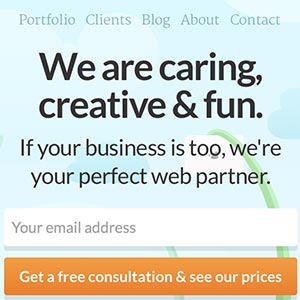 Portfolio Clients Blog About Contact
We are caring,
creative & fun.
If your business is too, we're
your perfect web partner.
Your email address
Get a free consultation & see our prices